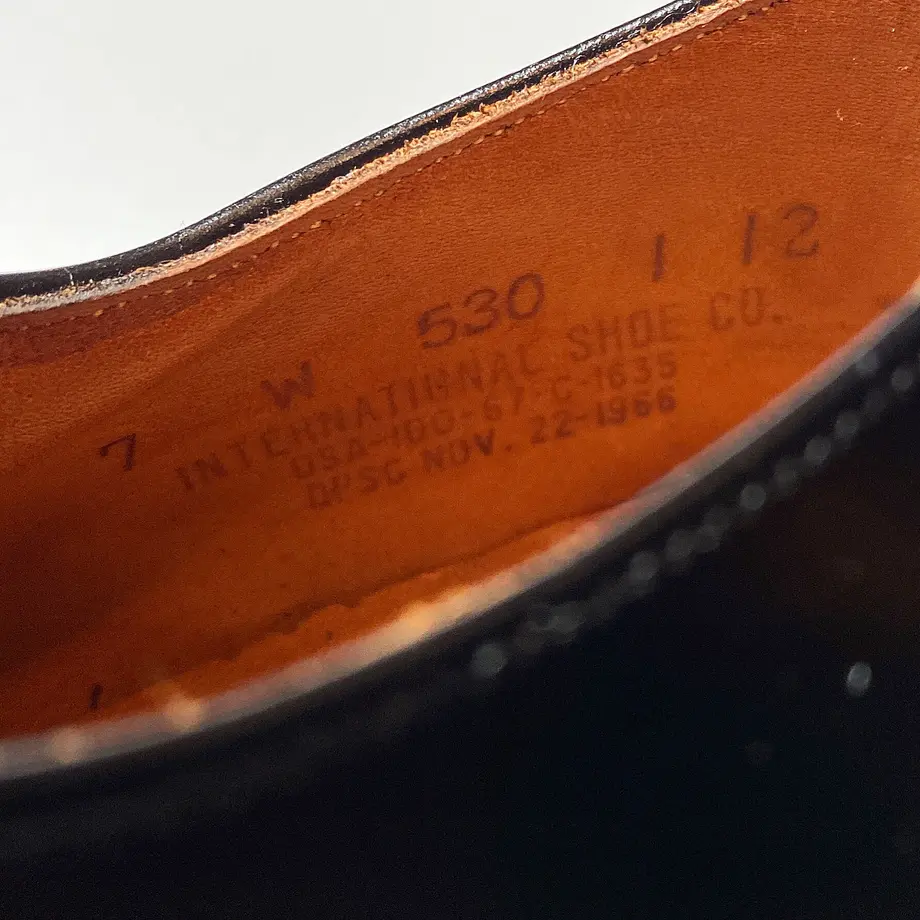 7 W 530 1 12
INTERNATIONAL SHOE CO.
DSA-100-67-C-1635
DPSC NOV. 22-1966